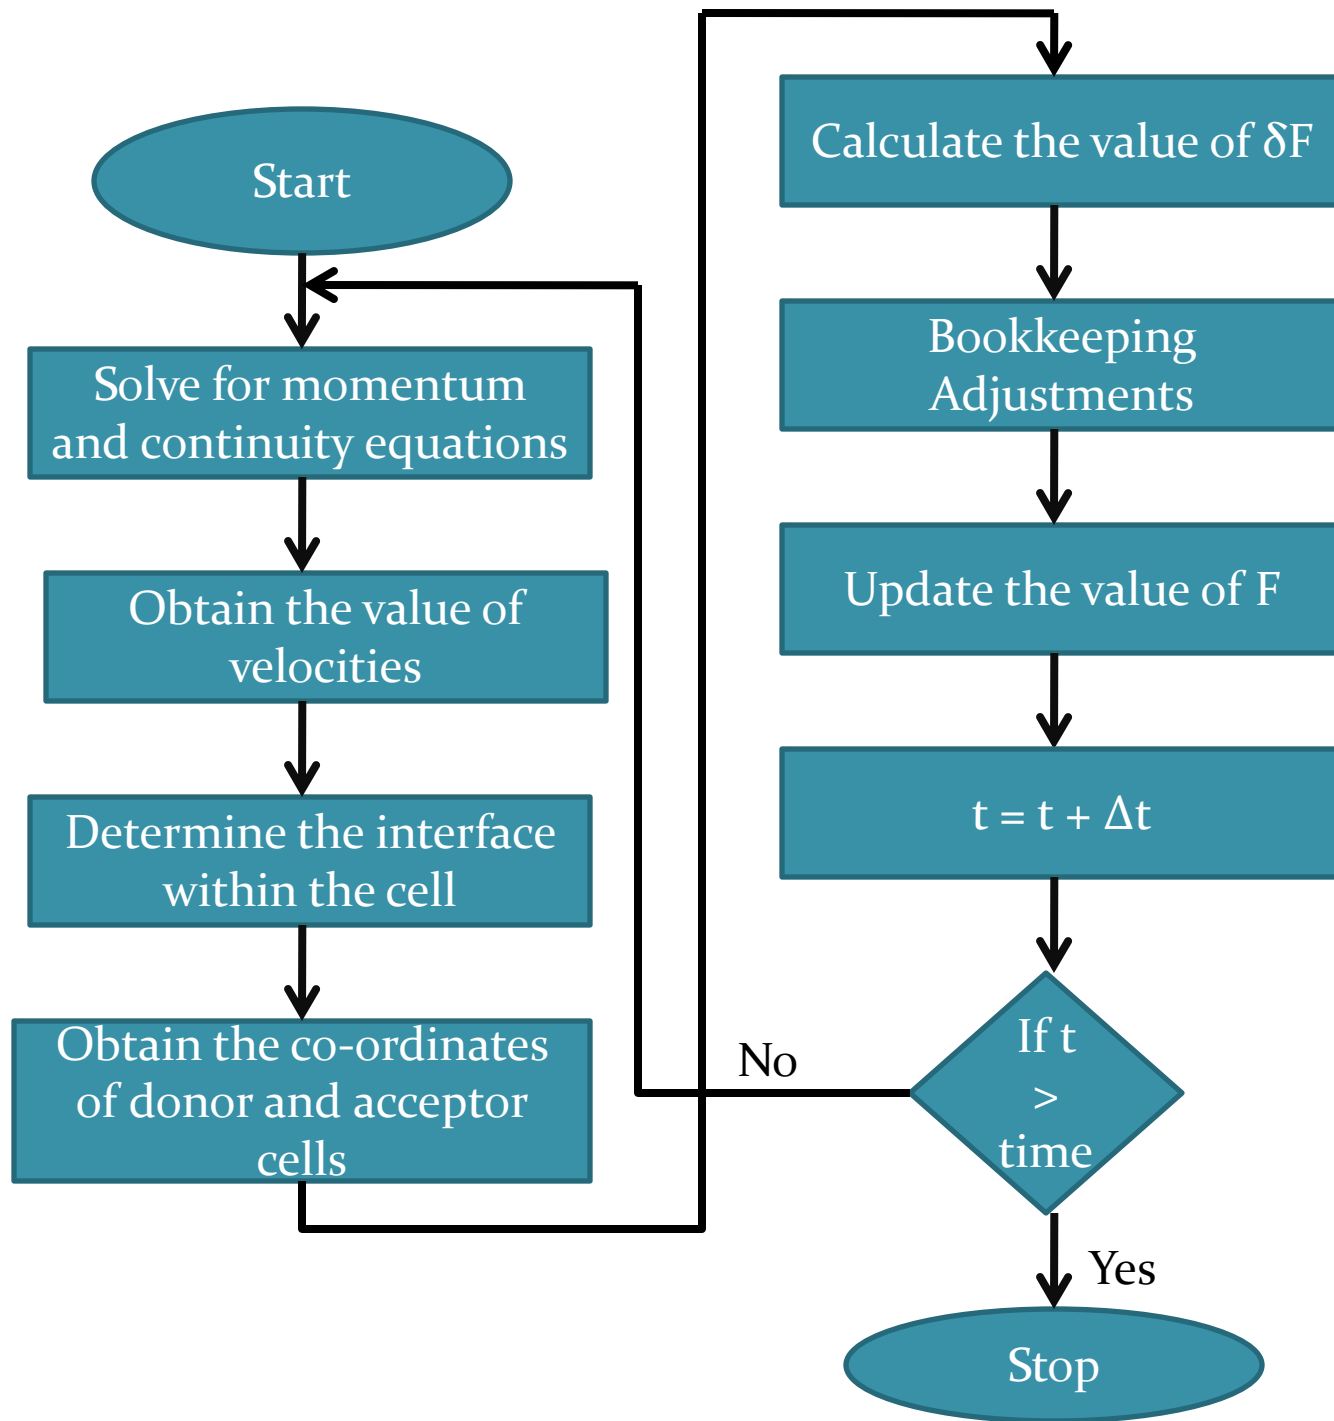 Start
Solve for momentum
and continuity equations
Obtain the value of
velocities
Determine the interface
within the cell
Obtain the co-ordinates
of donor and acceptor
cells
Calculate the value of δF
Bookkeeping
Adjustments
Update the value of F
t = t + Δt
If t
>
time
No
Yes
Stop